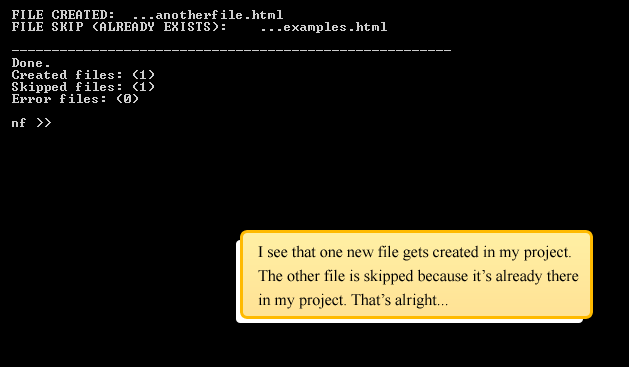 FILE CREATED:  ...anotherfile.html
FILE SKIP (ALREADY EXISTS):    ...examples.html
_______________________________________________________
Done.
Created files: (1)
Skipped files: (1)
Error files: (0)
nf >>
I see that one new file gets created in my project.
The other file is skipped because it’s already there
in my project. That’s alright...